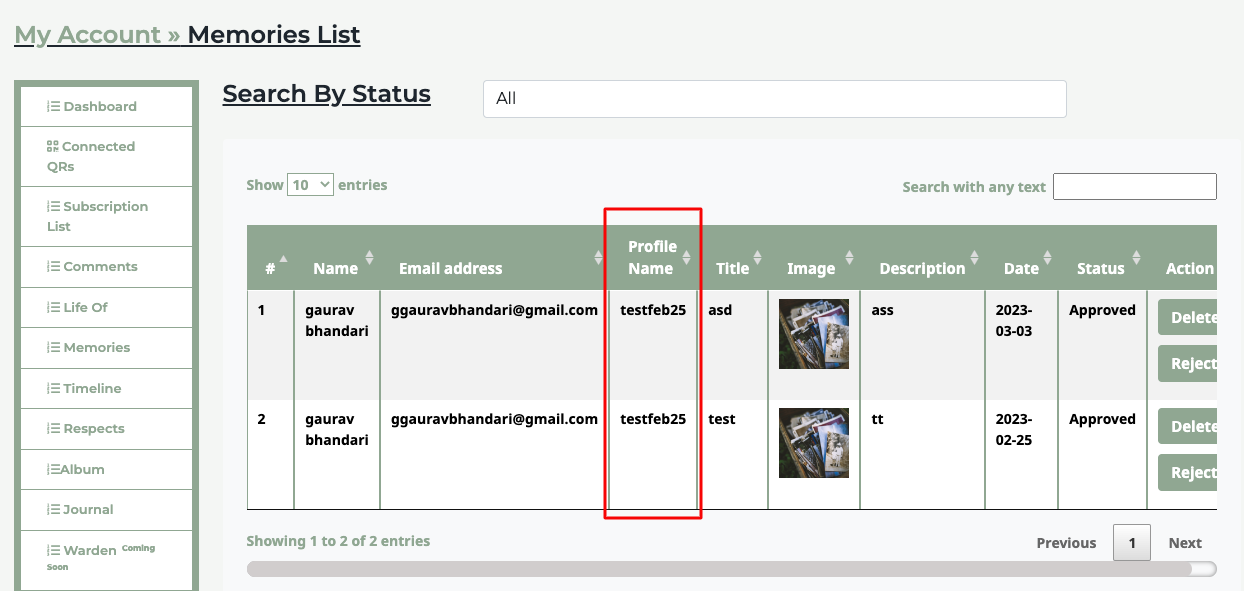 My Account » Memories List
Dashboard
Connected
QRs
Subscription
List
Comments
Life Of
Memories
Timeline
Respects
Album
Journal
Warden Coming
Soon
Search By Status
All
Show 10 entries
Search with any text
# Name Email address Profile Name Title Image Description Date Status Action
1 gaurav bhandari ggauravbhandari@gmail.com testfeb25 asd ass 2023-03-03 Approved Delete
Reject
2 gaurav bhandari ggauravbhandari@gmail.com testfeb25 test tt 2023-02-25 Approved Delete
Reject
Showing 1 to 2 of 2 entries
Previous 1 Next